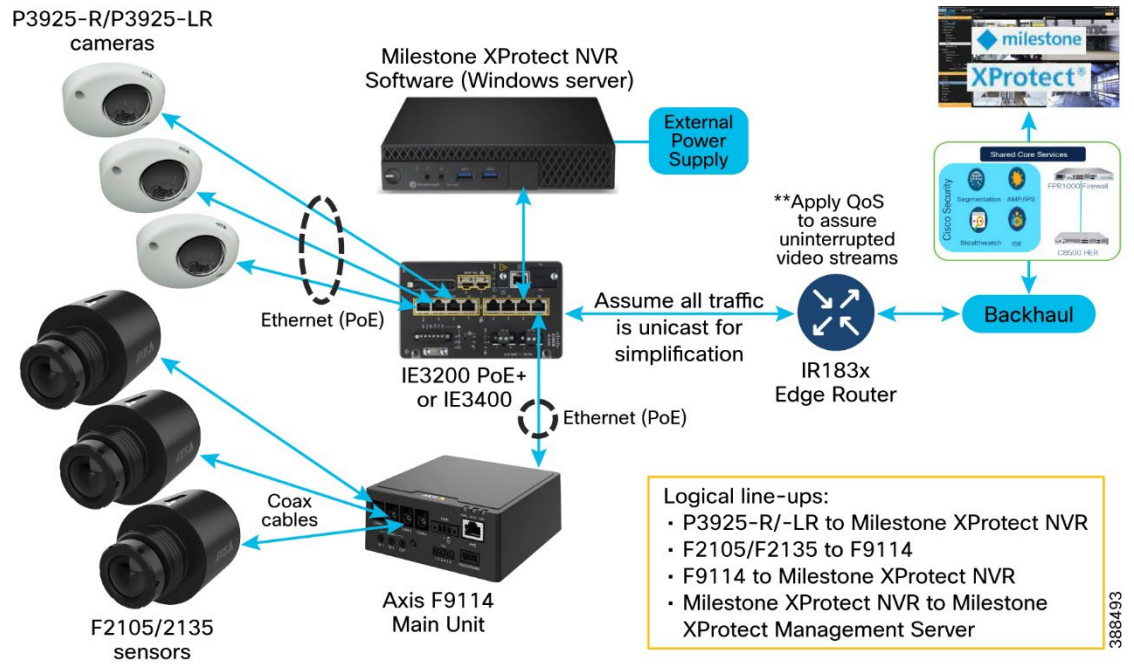 P3925-R/P3925-LR
cameras
Milestone XProtect NVR
Software (Windows server)
External
Power
Supply
milestone
XProtect®
Shared Core Services
Cisco Security
Segmentation
AMP/IPS
Stealthwatch
ISE
FPR1000 Firewall
C8500 HER
**Apply QoS
to assure
uninterrupted
video streams
Ethernet (PoE)
Assume all traffic
is unicast for
simplification
Backhaul
IR183x
Edge Router
IE3200 PoE+
or IE3400
Ethernet (PoE)
Coax
cables
AXIS
Axis F9114
Main Unit
F2105/2135
sensors
Logical line-ups:
· P3925-R/-LR to Milestone XProtect NVR
· F2105/F2135 to F9114
· F9114 to Milestone XProtect NVR
· Milestone XProtect NVR to Milestone
XProtect Management Server
388493